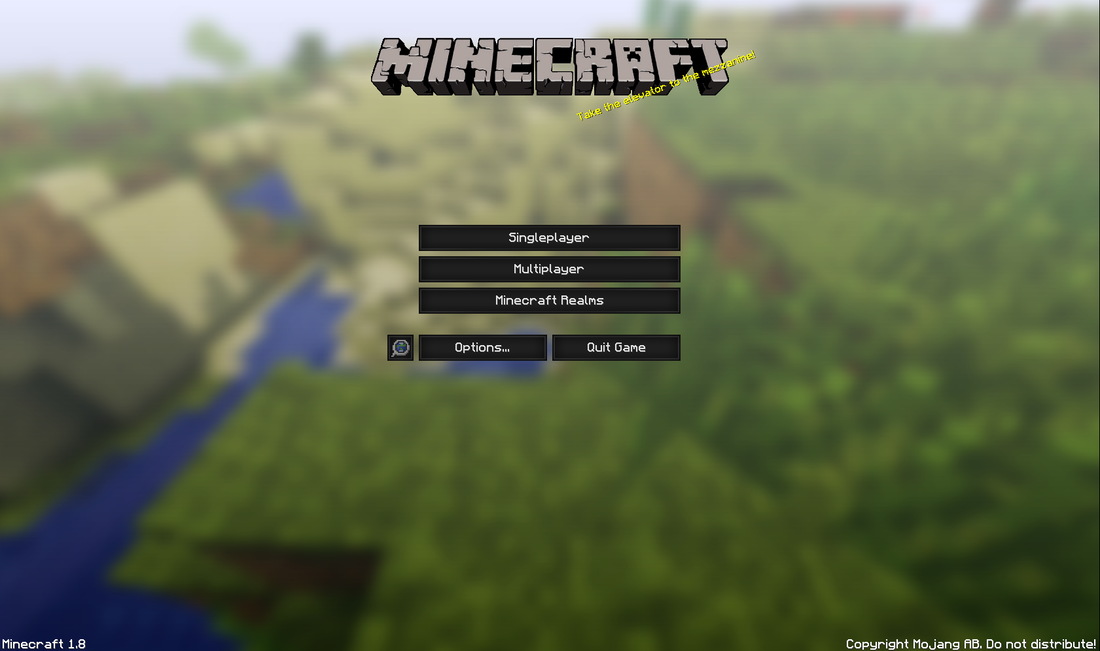 MINECRAFT
Take the elevator to the mezzanine!
Singleplayer
Multiplayer
Minecraft Realms
Options...
Quit Game
Minecraft 1.8
Copyright Mojang AB. Do not distribute!